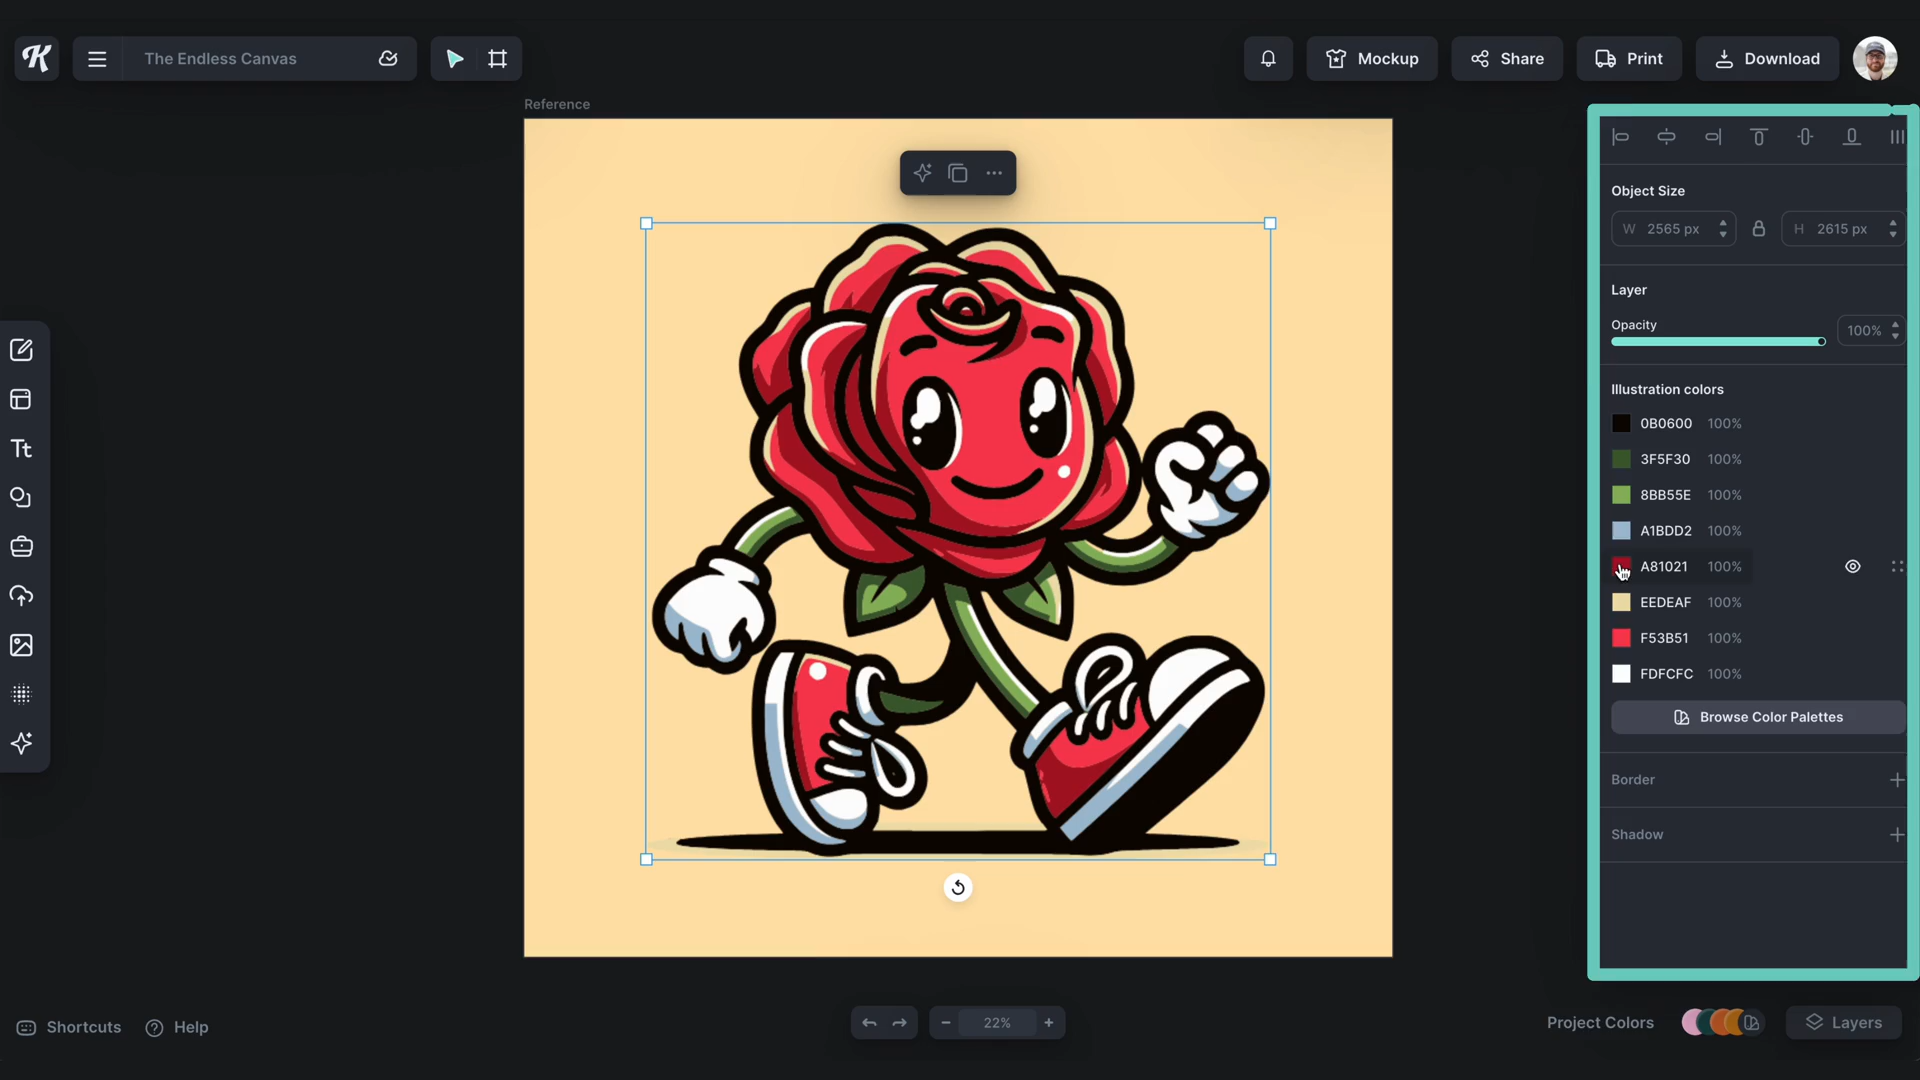 The Endless Canvas
Mockup
Share
Print
Download
Reference
Object Size
W 2565 px
H 2615 px
Layer
Opacity
100%
Illustration colors
0B0600 100%
3F5F30 100%
8BB55E 100%
A1BDD2 100%
A81021 100%
EEDEAF 100%
F53B51 100%
FDFCFC 100%
Browse Color Palettes
Border
Shadow
Tt
Shortcuts
Help
22%
Project Colors
Layers